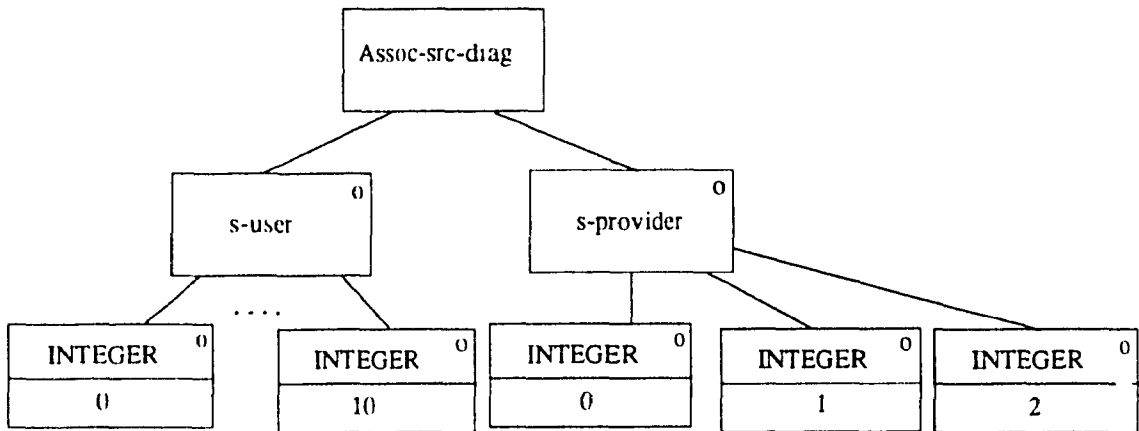 Assoc-src-diag
0
s-user
0
s-provider
. . . .
INTEGER 0
0
INTEGER 0
10
INTEGER 0
0
INTEGER 0
1
INTEGER 0
2